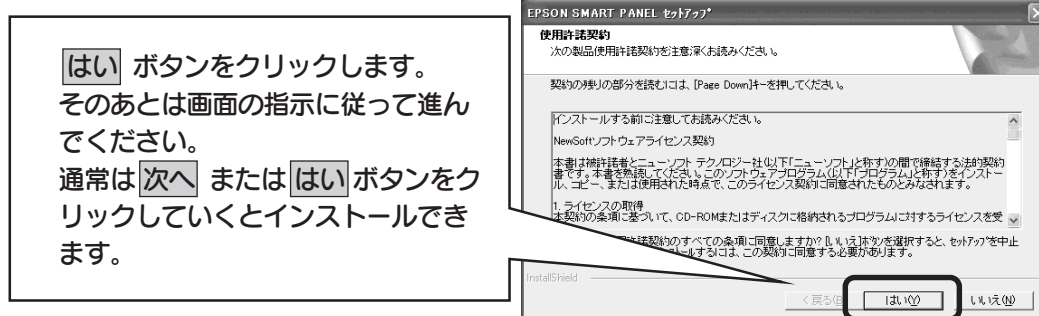 はい ボタンをクリックします。
そのあとは画面の指示に従って進ん
でください。
通常は 次へ または はい ボタンをク
リックしていくとインストールでき
ます。
EPSON SMART PANEL セットアップ
使用許諾契約
次の製品使用許諾契約を注意深くお読みください。
契約の残りの部分を読むには、[Page Down]キーを押してください。
インストールする前に注意してお読みください。
NewSoftソフトウェアライセンス契約
本書は被許諾者とニューソフト テクノロジー社(以下「ニューソフト」と称す)の間で締結する法的契約
書です。本書を熟読してください。このソフトウェアプログラム(以下「プログラム」と称す)をインストー
ル、コピー、または使用された時点で、このライセンス契約に同意されたものとみなされます。
1. ライセンスの取得
本契約の条項に基づいて、CD-ROMまたはディスクに格納されるプログラムに対するライセンスを受
許諾契約のすべての条項に同意しますか? [いいえ]ボタンを選択すると、セットアップを中止
するには、この契約に同意する必要があります。
InstallShield
< 戻る(B
はい(Y)
いいえ(N)